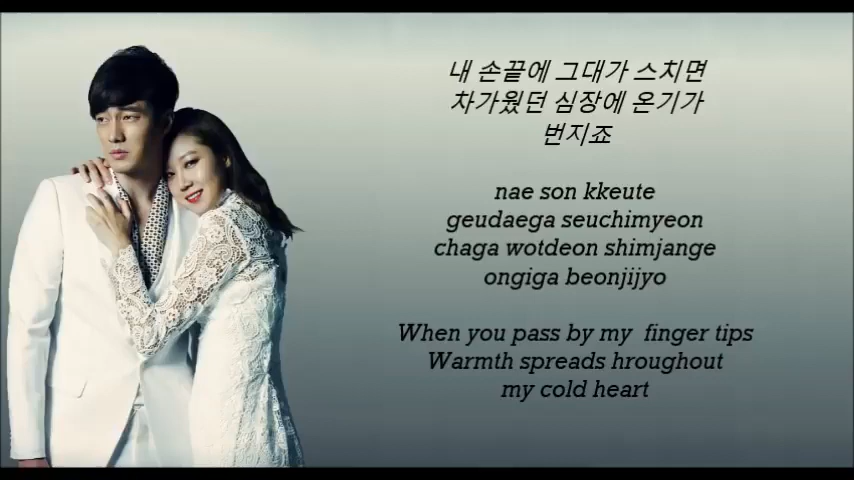 내 손끝에 그대가 스치면
차가웠던 심장에 온기가
번지죠
nae son kkeute
geudaega seuchimyeon
chaga wotdeon shimjange
ongiga beonjijyo
When you pass by my finger tips
Warmth spreads hroughout
my cold heart